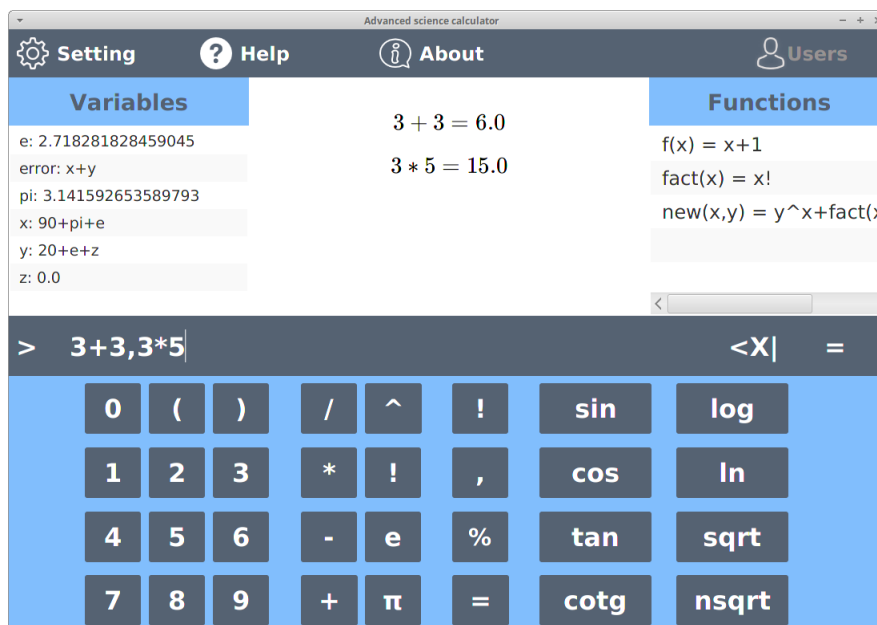 Advanced science calculator
Setting ? Help i About Users
Variables
e: 2.718281828459045
error: x+y
pi: 3.141592653589793
x: 90+pi+e
y: 20+e+z
z: 0.0
3 + 3 = 6.0
3 ∗ 5 = 15.0
Functions
f(x) = x+1
fact(x) = x!
new(x,y) = y^x+fact(x
> 3+3,3*5 <X| =
0 ( ) / ^ ! sin log
1 2 3 * ! , cos ln
4 5 6 - e % tan sqrt
7 8 9 + π = cotg nsqrt